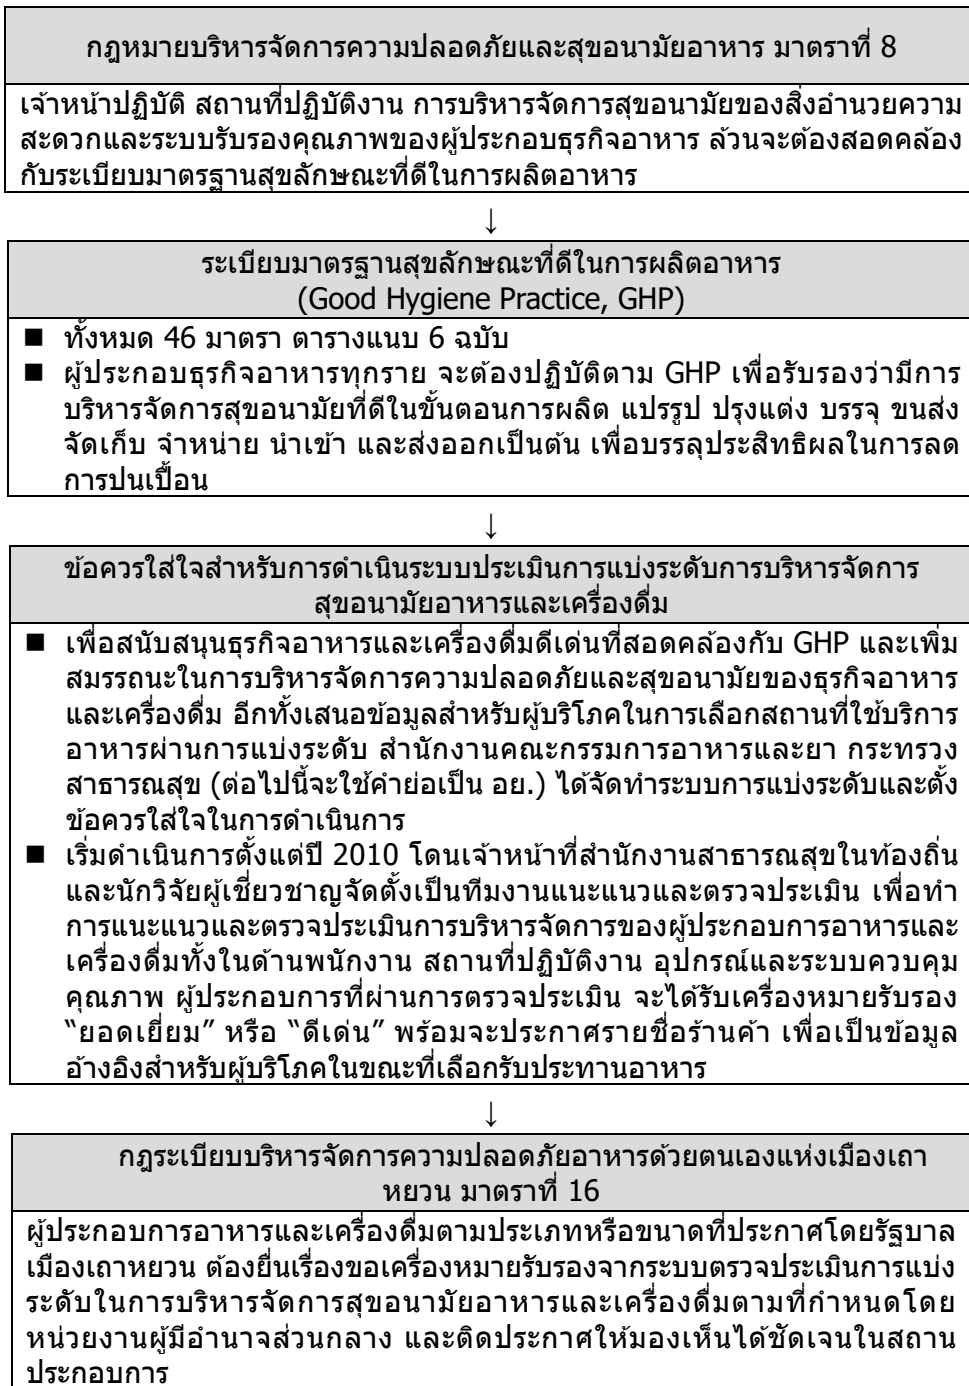 กฎหมายบริหารจัดการความปลอดภัยและสุขอนามัยอาหาร มาตราที่ 8
เจ้าหน้าปฏิบัติ สถานที่ปฏิบัติงาน การบริหารจัดการสุขอนามัยของสิ่งอำนวยความ
สะดวกและระบบรับรองคุณภาพของผู้ประกอบธุรกิจอาหาร ล้วนจะต้องสอดคล้อง
กับระเบียบมาตรฐานสุขลักษณะที่ดีในการผลิตอาหาร
↓
ระเบียบมาตรฐานสุขลักษณะที่ดีในการผลิตอาหาร
(Good Hygiene Practice, GHP)
■ ทั้งหมด 46 มาตรา ตารางแนบ 6 ฉบับ
■ ผู้ประกอบธุรกิจอาหารทุกราย จะต้องปฏิบัติตาม GHP เพื่อรับรองว่ามีการ
บริหารจัดการสุขอนามัยที่ดีในขั้นตอนการผลิต แปรรูป ปรุงแต่ง บรรจุ ขนส่ง
จัดเก็บ จำหน่าย นำเข้า และส่งออกเป็นต้น เพื่อบรรลุประสิทธิผลในการลด
การปนเปื้อน
↓
ข้อควรใส่ใจสำหรับการดำเนินระบบประเมินการแบ่งระดับการบริหารจัดการ
สุขอนามัยอาหารและเครื่องดื่ม
■ เพื่อสนับสนุนธุรกิจอาหารและเครื่องดื่มดีเด่นที่สอดคล้องกับ GHP และเพิ่ม
สมรรถนะในการบริหารจัดการความปลอดภัยและสุขอนามัยของธุรกิจอาหาร
และเครื่องดื่ม อีกทั้งเสนอข้อมูลสำหรับผู้บริโภคในการเลือกสถานที่ใช้บริการ
อาหารผ่านการแบ่งระดับ สำนักงานคณะกรรมการอาหารและยา กระทรวง
สาธารณสุข (ต่อไปนี้จะใช้คำย่อเป็น อย.) ได้จัดทำระบบการแบ่งระดับและตั้ง
ข้อควรใส่ใจในการดำเนินการ
■ เริ่มดำเนินการตั้งแต่ปี 2010 โดนเจ้าหน้าที่สำนักงานสาธารณสุขในท้องถิ่น
และนักวิจัยผู้เชี่ยวชาญจัดตั้งเป็นทีมงานแนะแนวและตรวจประเมิน เพื่อทำ
การแนะแนวและตรวจประเมินการบริหารจัดการของผู้ประกอบการอาหารและ
เครื่องดื่มทั้งในด้านพนักงาน สถานที่ปฏิบัติงาน อุปกรณ์และระบบควบคุม
คุณภาพ ผู้ประกอบการที่ผ่านการตรวจประเมิน จะได้รับเครื่องหมายรับรอง
“ยอดเยี่ยม” หรือ “ดีเด่น” พร้อมจะประกาศรายชื่อร้านค้า เพื่อเป็นข้อมูล
อ้างอิงสำหรับผู้บริโภคในขณะที่เลือกรับประทานอาหาร
↓
กฎระเบียบบริหารจัดการความปลอดภัยอาหารด้วยตนเองแห่งเมืองเถา
หยวน มาตราที่ 16
ผู้ประกอบการอาหารและเครื่องดื่มตามประเภทหรือขนาดที่ประกาศโดยรัฐบาล
เมืองเถาหยวน ต้องยื่นเรื่องขอเครื่องหมายรับรองจากระบบตรวจประเมินการแบ่ง
ระดับในการบริหารจัดการสุขอนามัยอาหารและเครื่องดื่มตามที่กำหนดโดย
หน่วยงานผู้มีอำนาจส่วนกลาง และติดประกาศให้มองเห็นได้ชัดเจนในสถาน
ประกอบการ